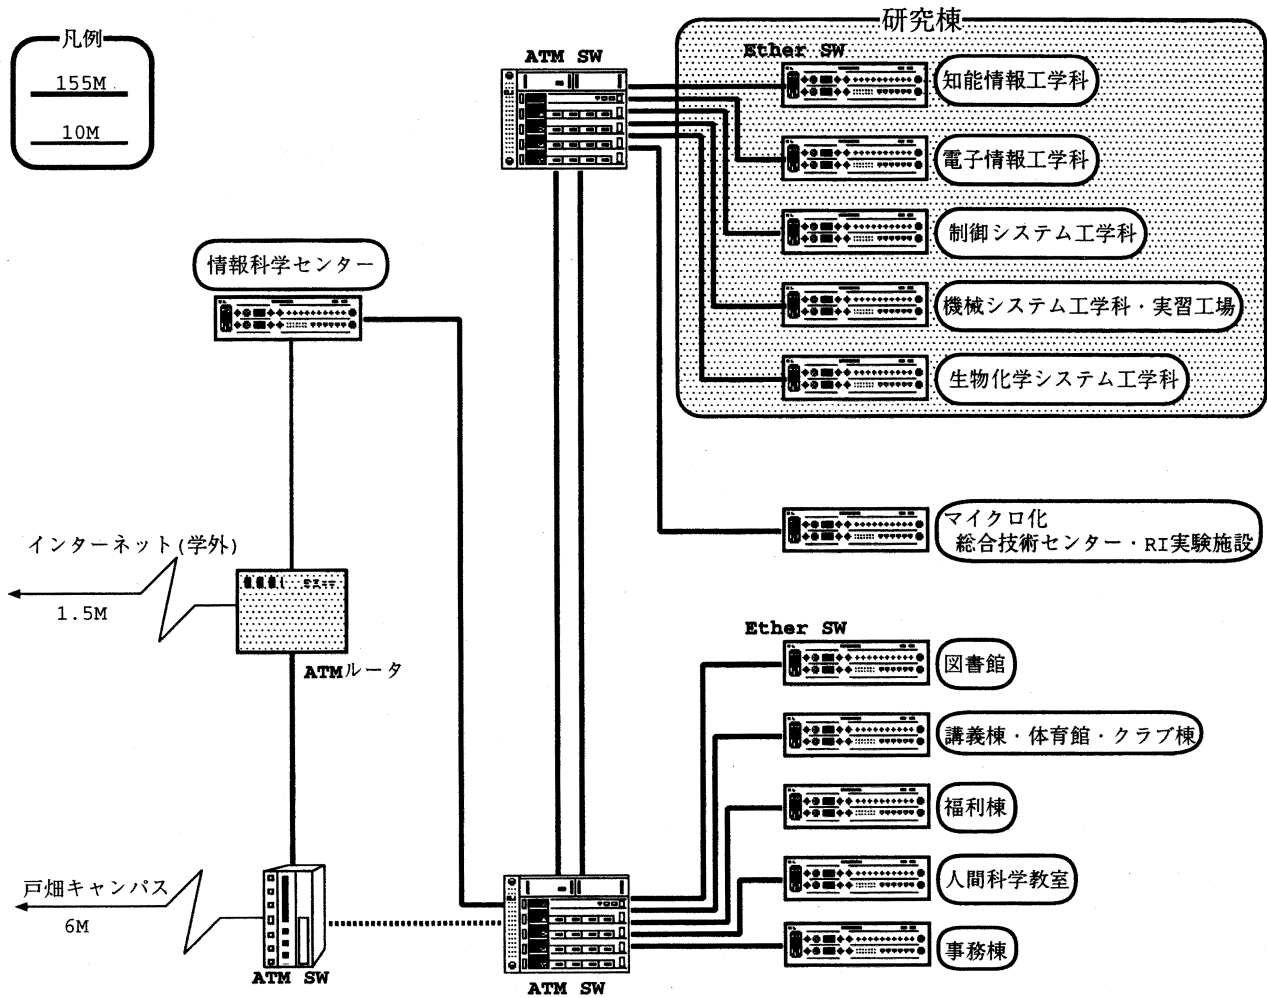 凡例
155M
10M
研究棟
ATM SW
Ether SW
知能情報工学科
電子情報工学科
制御システム工学科
機械システム工学科・実習工場
生物化学システム工学科
情報科学センター
マイクロ化
総合技術センター・RI実験施設
インターネット(学外)
1.5M
ATMルータ
Ether SW
図書館
講義棟・体育館・クラブ棟
福利棟
人間科学教室
事務棟
戸畑キャンパス
6M
ATM SW
ATM SW